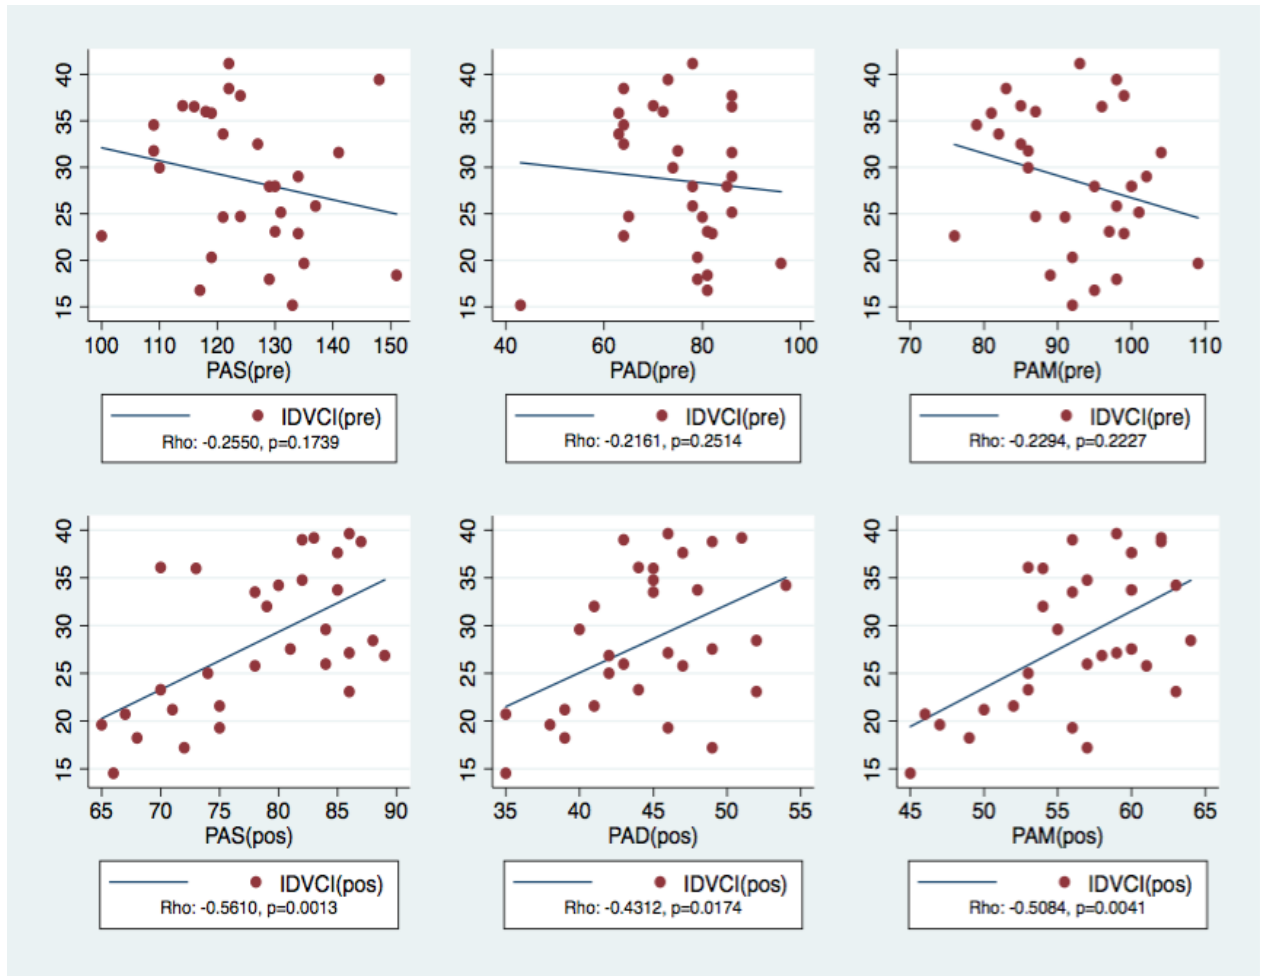 40
35
30
25
20
15
100 110 120 130 140 150
PAS(pre)
IDVCI(pre)
Rho: -0.2550, p=0.1739
40
35
30
25
20
15
40 60 80 100
PAD(pre)
IDVCI(pre)
Rho: -0.2161, p=0.2514
40
35
30
25
20
15
70 80 90 100 110
PAM(pre)
IDVCI(pre)
Rho: -0.2294, p=0.2227
40
35
30
25
20
15
65 70 75 80 85 90
PAS(pos)
IDVCI(pos)
Rho: -0.5610, p=0.0013
40
35
30
25
20
15
35 40 45 50 55
PAD(pos)
IDVCI(pos)
Rho: -0.4312, p=0.0174
40
35
30
25
20
15
45 50 55 60 65
PAM(pos)
IDVCI(pos)
Rho: -0.5084, p=0.0041